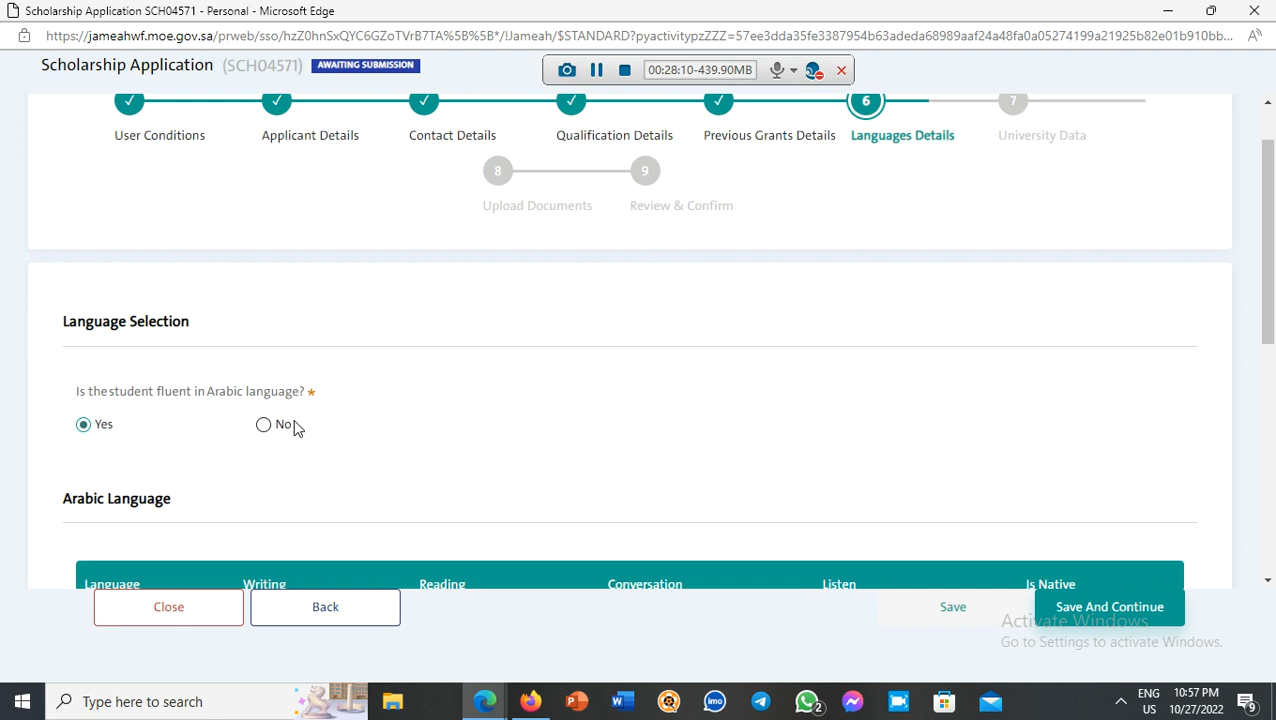 Scholarship Application SCH04571 - Personal - Microsoft Edge
https://jameahwf.moe.gov.sa/prweb/sso/hzZ0hnSxQYC6GZoTVrB7TA%5B%5B*/!Jameah/$STANDARD?pyactivitypzZZZ=57ee3dda35fe3387954b63adeda68989aaf24a48fa0a05274199a21925b82e01b910bb...
Scholarship Application (SCH04571) AWAITING SUBMISSION
00:28:10-439.90MB
User Conditions Applicant Details Contact Details Qualification Details Previous Grants Details 6 Languages Details 7 University Data
8 9
Upload Documents Review & Confirm
Language Selection
Is the student fluent in Arabic language? *
Yes No
Arabic Language
Language Writing Reading Conversation Listen Is Native
Close Back Save Save And Continue
Activate Windows
Go to Settings to activate Windows.
Type here to search
imo
2
ENG 10:57 PM
US 10/27/2022
9